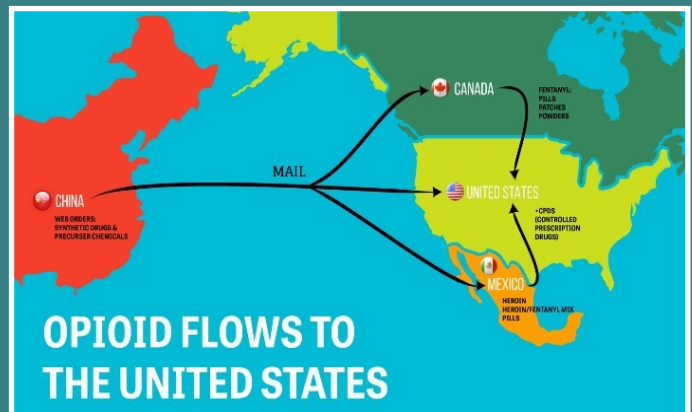 CANADA
FENTANYL:
PILLS
PATCHES
POWDERS
MAIL
CHINA
WEB ORDERS:
SYNTHETIC DRUGS &
PRECURSER CHEMICALS
UNITED STATES
•CPDS
(CONTROLLED
PRESCRIPTION
DRUGS)
MEXICO
HEROIN
HEROIN/FENTANYL MIX
PILLS
OPIOID FLOWS TO
THE UNITED STATES